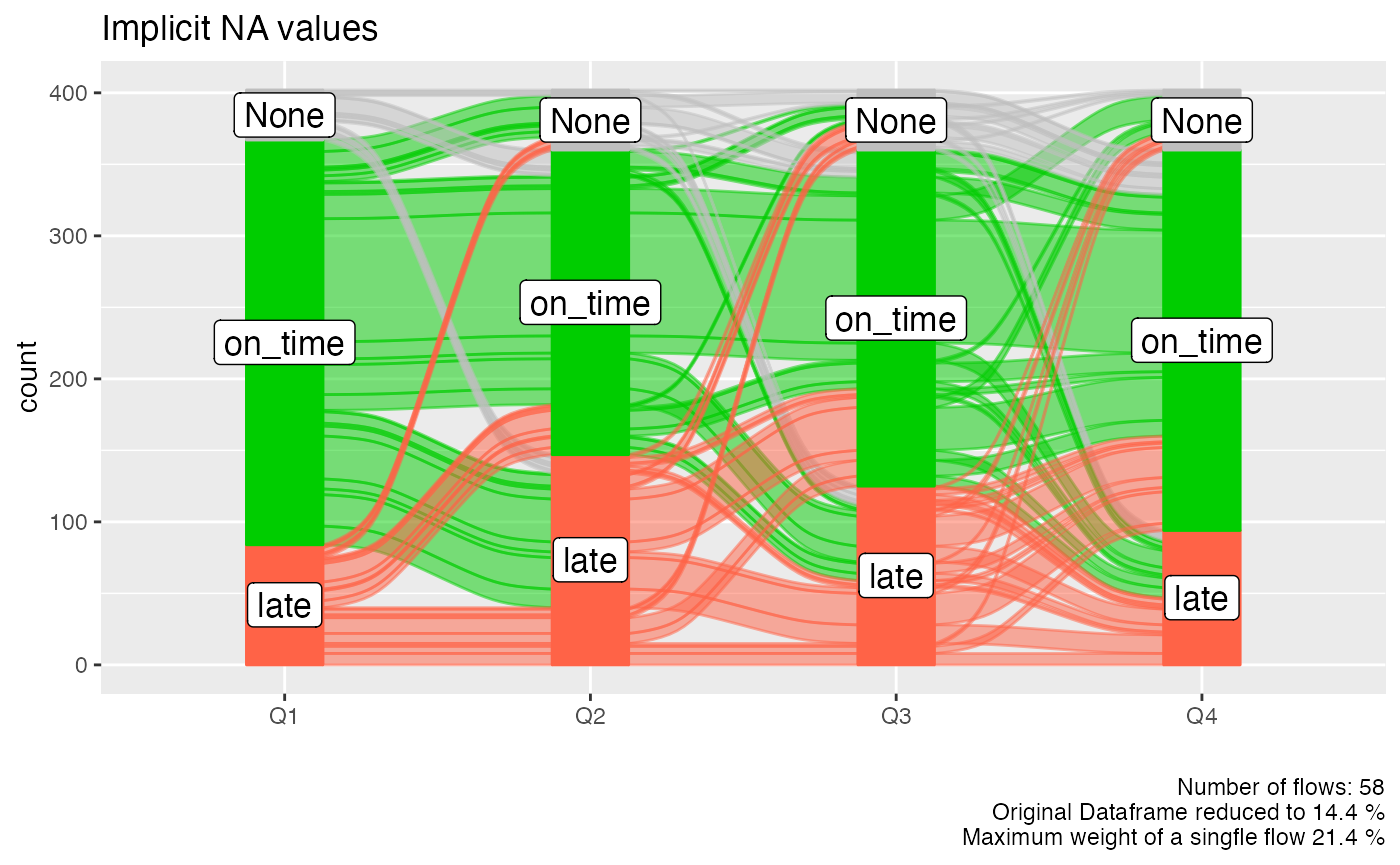 Implicit NA values
400
300
200
100
0
count
None
None
None
None
on_time
on_time
on_time
on_time
late
late
late
late
Q1
Q2
Q3
Q4
Number of flows: 58
Original Dataframe reduced to 14.4 %
Maximum weight of a singfle flow 21.4 %